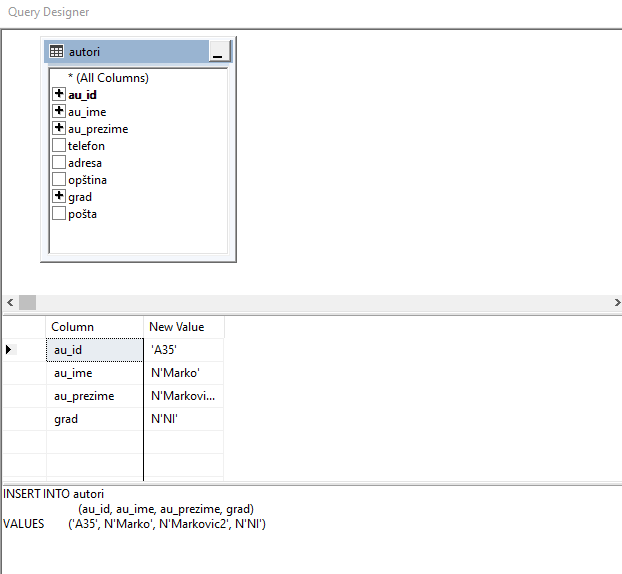 Query Designer
autori
* (All Columns)
au_id
au_ime
au_prezime
telefon
adresa
opština
grad
pošta
Column New Value
au_id 'A35'
au_ime N'Marko'
au_prezime N'Markovi...
grad N'NI'
INSERT INTO autori
(au_id, au_ime, au_prezime, grad)
VALUES ('A35', N'Marko', N'Markovic2', N'NI')